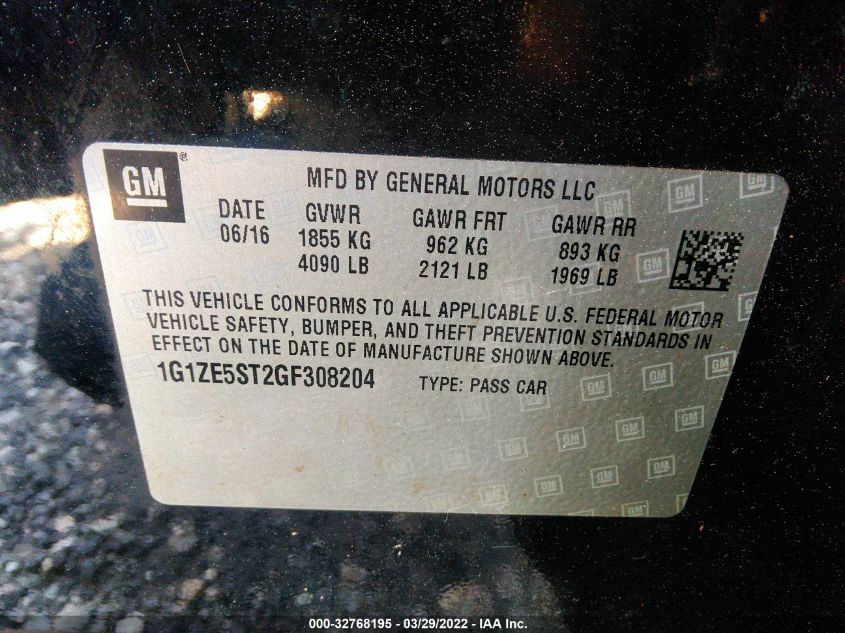 GM ®
MFD BY GENERAL MOTORS LLC
DATE GVWR GAWR FRT GAWR RR
06/16 1855 KG 962 KG 893 KG
4090 LB 2121 LB 1969 LB
THIS VEHICLE CONFORMS TO ALL APPLICABLE U.S. FEDERAL MOTOR
VEHICLE SAFETY, BUMPER, AND THEFT PREVENTION STANDARDS IN
EFFECT ON THE DATE OF MANUFACTURE SHOWN ABOVE.
1G1ZE5ST2GF308204 TYPE: PASS CAR
000-32768195 - 03/29/2022 - IAA Inc.